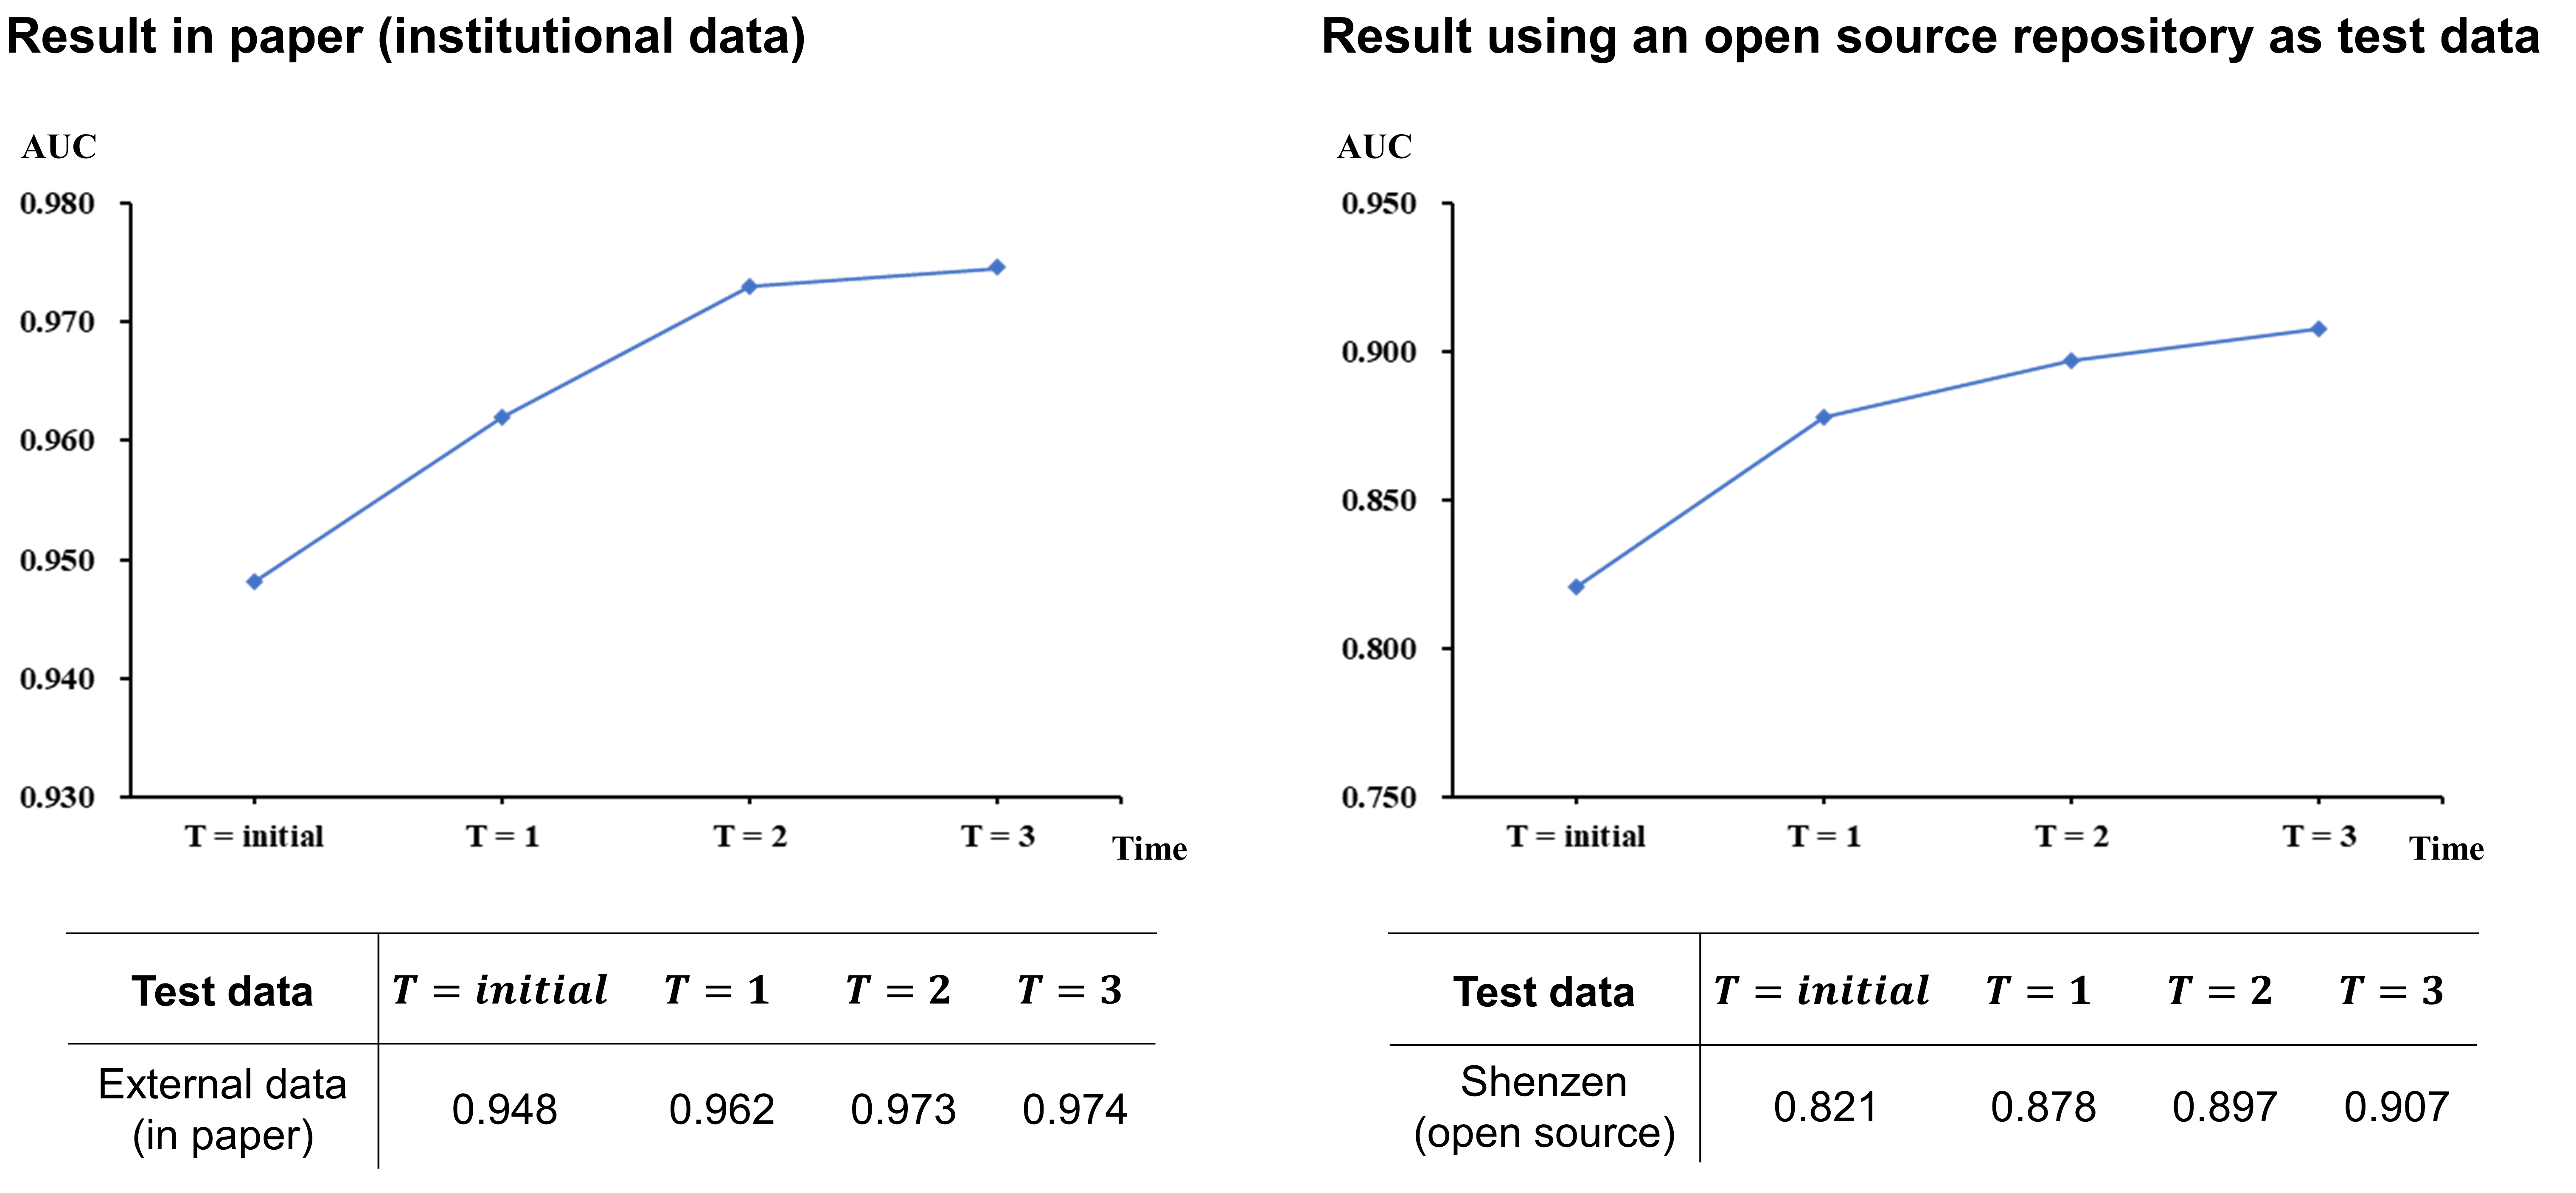 Result in paper (institutional data)
AUC
0.980
0.970
0.960
0.950
0.940
0.930
T = initial T = 1 T = 2 T = 3 Time
Test data T = initial T = 1 T = 2 T = 3
External data
(in paper) 0.948 0.962 0.973 0.974
Result using an open source repository as test data
AUC
0.950
0.900
0.850
0.800
0.750
T = initial T = 1 T = 2 T = 3 Time
Test data T = initial T = 1 T = 2 T = 3
Shenzen
(open source) 0.821 0.878 0.897 0.907